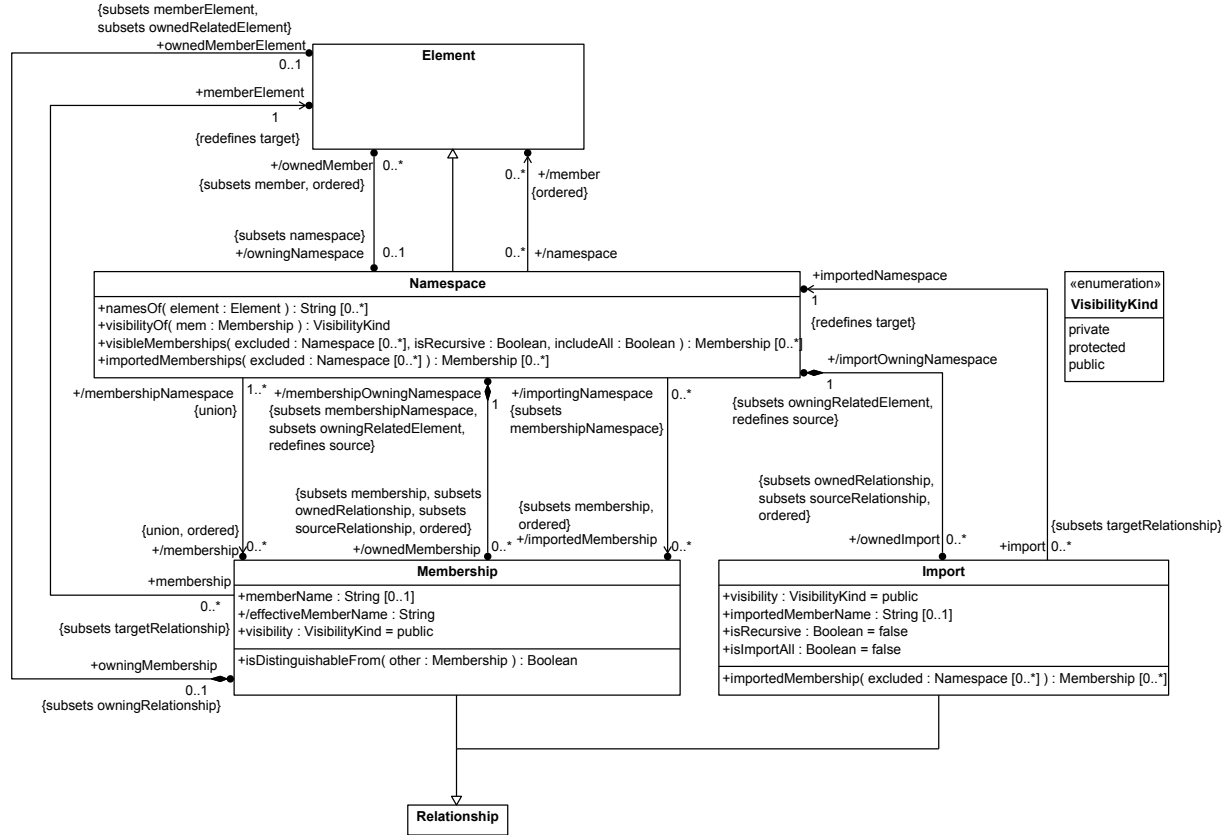 {subsets memberElement,
subsets ownedRelatedElement}
+ownedMemberElement
0..1
Element
+memberElement
1
{redefines target}
+/ownedMember
0..*
{subsets member, ordered}
0..*
+/member
{ordered}
{subsets namespace}
+/owningNamespace
0..1
0..*
+/namespace
Namespace
+namesOf( element : Element ) : String [0..*]
+visibilityOf( mem : Membership ) : VisibilityKind
+visibleMemberships( excluded : Namespace [0..*], isRecursive : Boolean, includeAll : Boolean ) : Membership [0..*]
+importedMemberships( excluded : Namespace [0..*] ) : Membership [0..*]
+importedNamespace
1
{redefines target}
«enumeration»
VisibilityKind
private
protected
public
+/importOwningNamespace
1
{subsets owningRelatedElement,
redefines source}
+/membershipNamespace
{union}
1..*
+/membershipOwningNamespace
1
{subsets membershipNamespace,
subsets owningRelatedElement,
redefines source}
+/importingNamespace
{subsets
membershipNamespace}
0..*
{union, ordered}
+/membership
0..*
{subsets membership, subsets
ownedRelationship, subsets
sourceRelationship, ordered}
+/ownedMembership
0..*
{subsets membership,
ordered}
+/importedMembership
0..*
{subsets ownedRelationship,
subsets sourceRelationship,
ordered}
+/ownedImport
0..*
{subsets targetRelationship}
+import
0..*
Membership
+memberName : String [0..1]
+/effectiveMemberName : String
+visibility : VisibilityKind = public
+isDistinguishableFrom( other : Membership ) : Boolean
+membership
0..*
{subsets targetRelationship}
+owningMembership
0..1
{subsets owningRelationship}
Import
+visibility : VisibilityKind = public
+importedMemberName : String [0..1]
+isRecursive : Boolean = false
+isImportAll : Boolean = false
+importedMembership( excluded : Namespace [0..*] ) : Membership [0..*]
Relationship